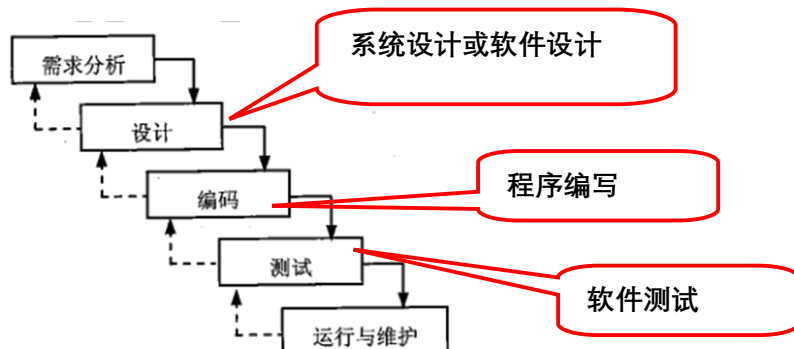 系统设计或软件设计
需求分析
设计
程序编写
编码
测试
软件测试
运行与维护